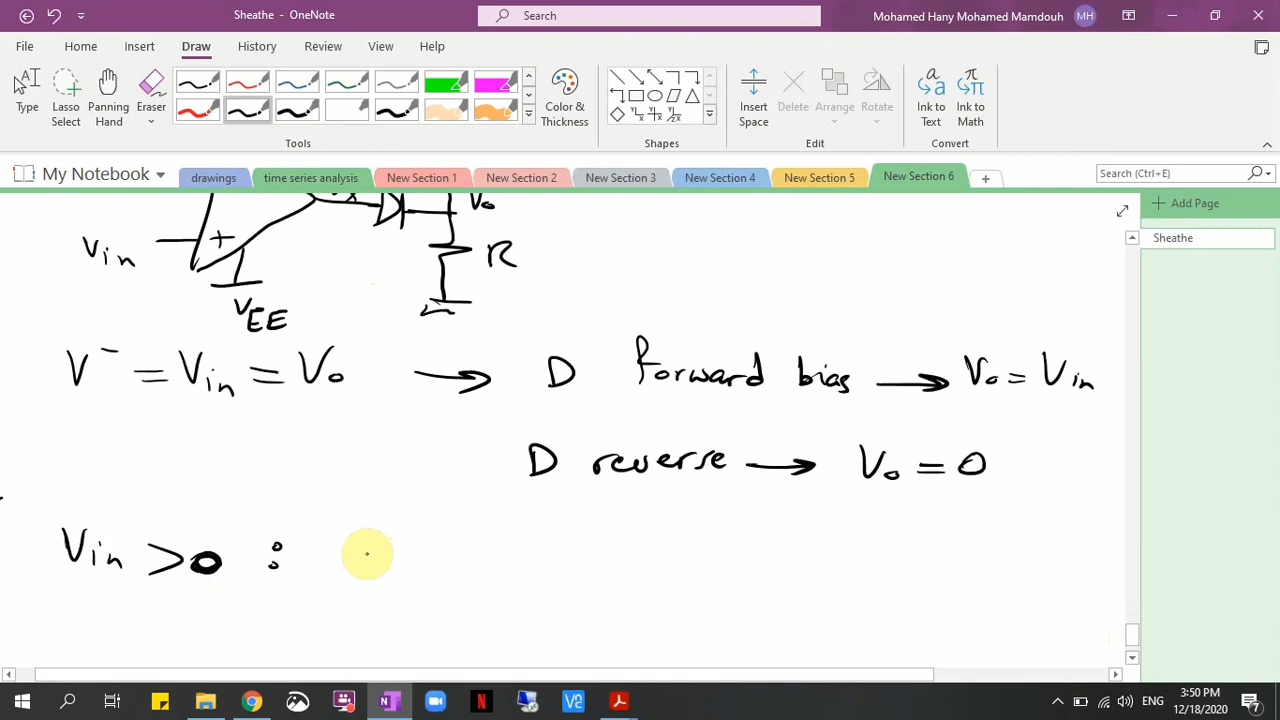 Sheathe - OneNote
Search
Mohamed Hany Mohamed Mamdouh MH
File Home Insert Draw History Review View Help
Type Lasso Select Panning Hand Eraser Color & Thickness Insert Space Delete Arrange Rotate Ink to Text Ink to Math
Tools Shapes Edit Convert
My Notebook drawings time series analysis New Section 1 New Section 2 New Section 3 New Section 4 New Section 5 New Section 6 Search (Ctrl+E)
Add Page
Sheathe
Vo
Vin + R
VEE
V⁻ = Vin = Vo → D forward bias → Vo = Vin
D reverse → Vo = 0
Vin > 0 :
ENG 3:50 PM
12/18/2020 7